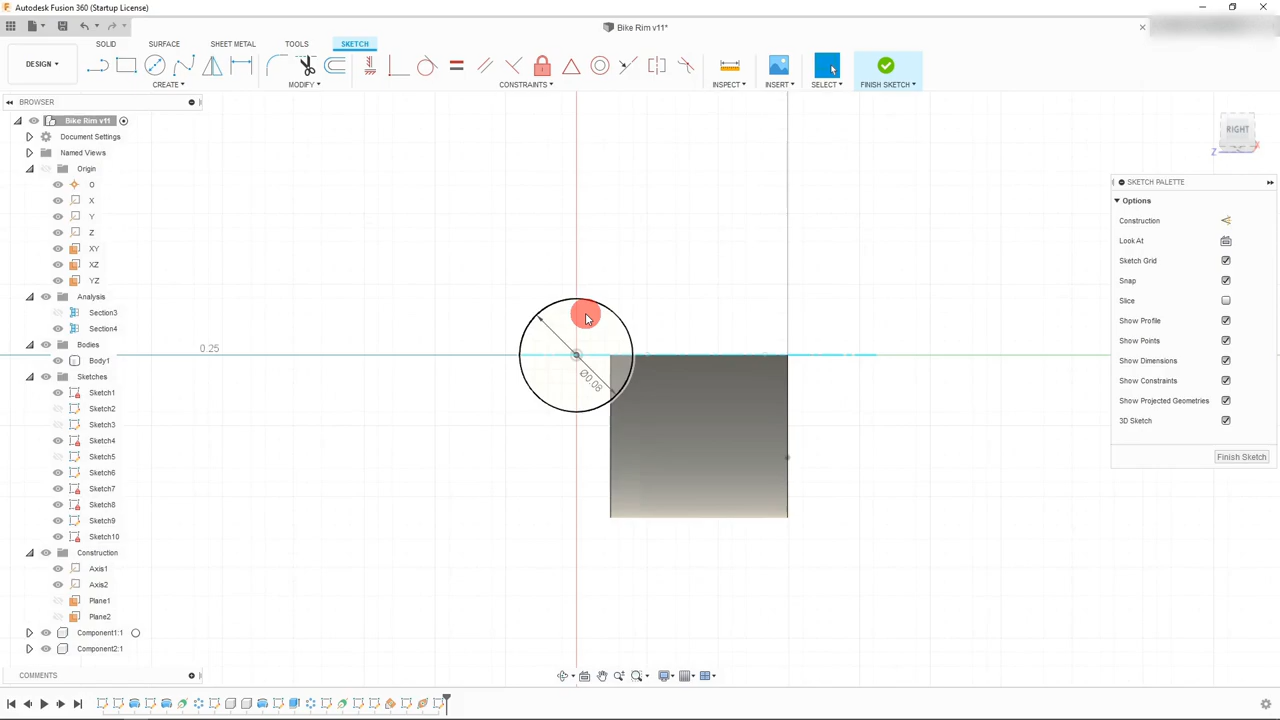 Autodesk Fusion 360 (Startup License)
Bike Rim v11*
DESIGN
SOLID SURFACE SHEET METAL TOOLS SKETCH
CREATE MODIFY CONSTRAINTS INSPECT INSERT SELECT FINISH SKETCH
BROWSER
Bike Rim v11
Document Settings
Named Views
Origin
O
X
Y
Z
XY
XZ
YZ
Analysis
Section3
Section4
Bodies
Body1
Sketches
Sketch1
Sketch2
Sketch3
Sketch4
Sketch5
Sketch6
Sketch7
Sketch8
Sketch9
Sketch10
Construction
Axis1
Axis2
Plane1
Plane2
Component1:1
Component2:1
COMMENTS
0.25
Ø0.08
RIGHT
Z
SKETCH PALETTE
Options
Construction
Look At
Sketch Grid
Snap
Slice
Show Profile
Show Points
Show Dimensions
Show Constraints
Show Projected Geometries
3D Sketch
Finish Sketch